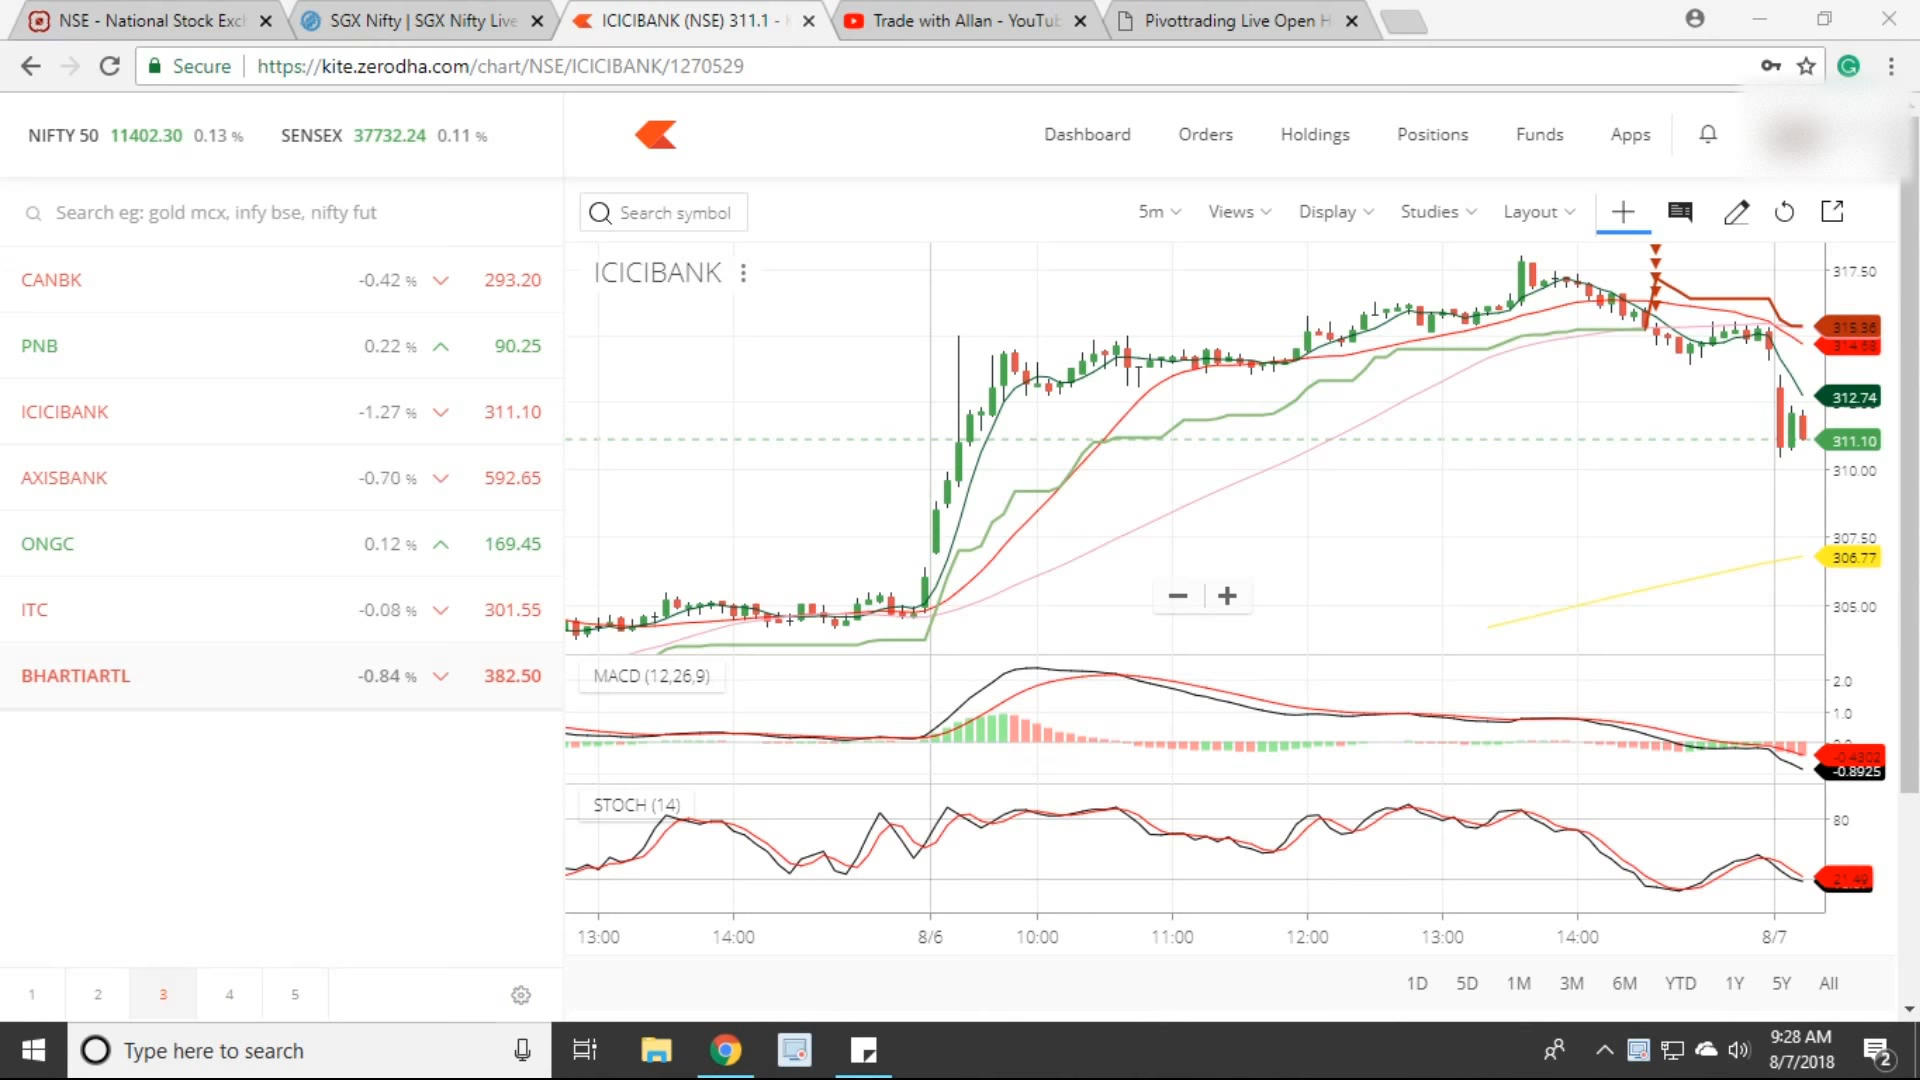 NSE - National Stock Exc
SGX Nifty | SGX Nifty Live
ICICIBANK (NSE) 311.1 -
Trade with Allan - YouTu
Pivottrading Live Open H
Secure
https://kite.zerodha.com/chart/NSE/ICICIBANK/1270529
NIFTY 50 11402.30 0.13 %
SENSEX 37732.24 0.11 %
Dashboard
Orders
Holdings
Positions
Funds
Apps
Search eg: gold mcx, infy bse, nifty fut
Search symbol
5m
Views
Display
Studies
Layout
CANBK -0.42 % 293.20
PNB 0.22 % 90.25
ICICIBANK -1.27 % 311.10
AXISBANK -0.70 % 592.65
ONGC 0.12 % 169.45
ITC -0.08 % 301.55
BHARTIARTL -0.84 % 382.50
ICICIBANK
317.50
315.36
312.74
311.10
310.00
307.50
306.77
305.00
MACD (12,26,9)
2.0
1.0
-0.4302
-0.8925
STOCH (14)
80
21.49
13:00
14:00
8/6
10:00
11:00
12:00
13:00
14:00
8/7
1D
5D
1M
3M
6M
YTD
1Y
5Y
All
1
2
3
4
5
Type here to search
9:28 AM
8/7/2018
2